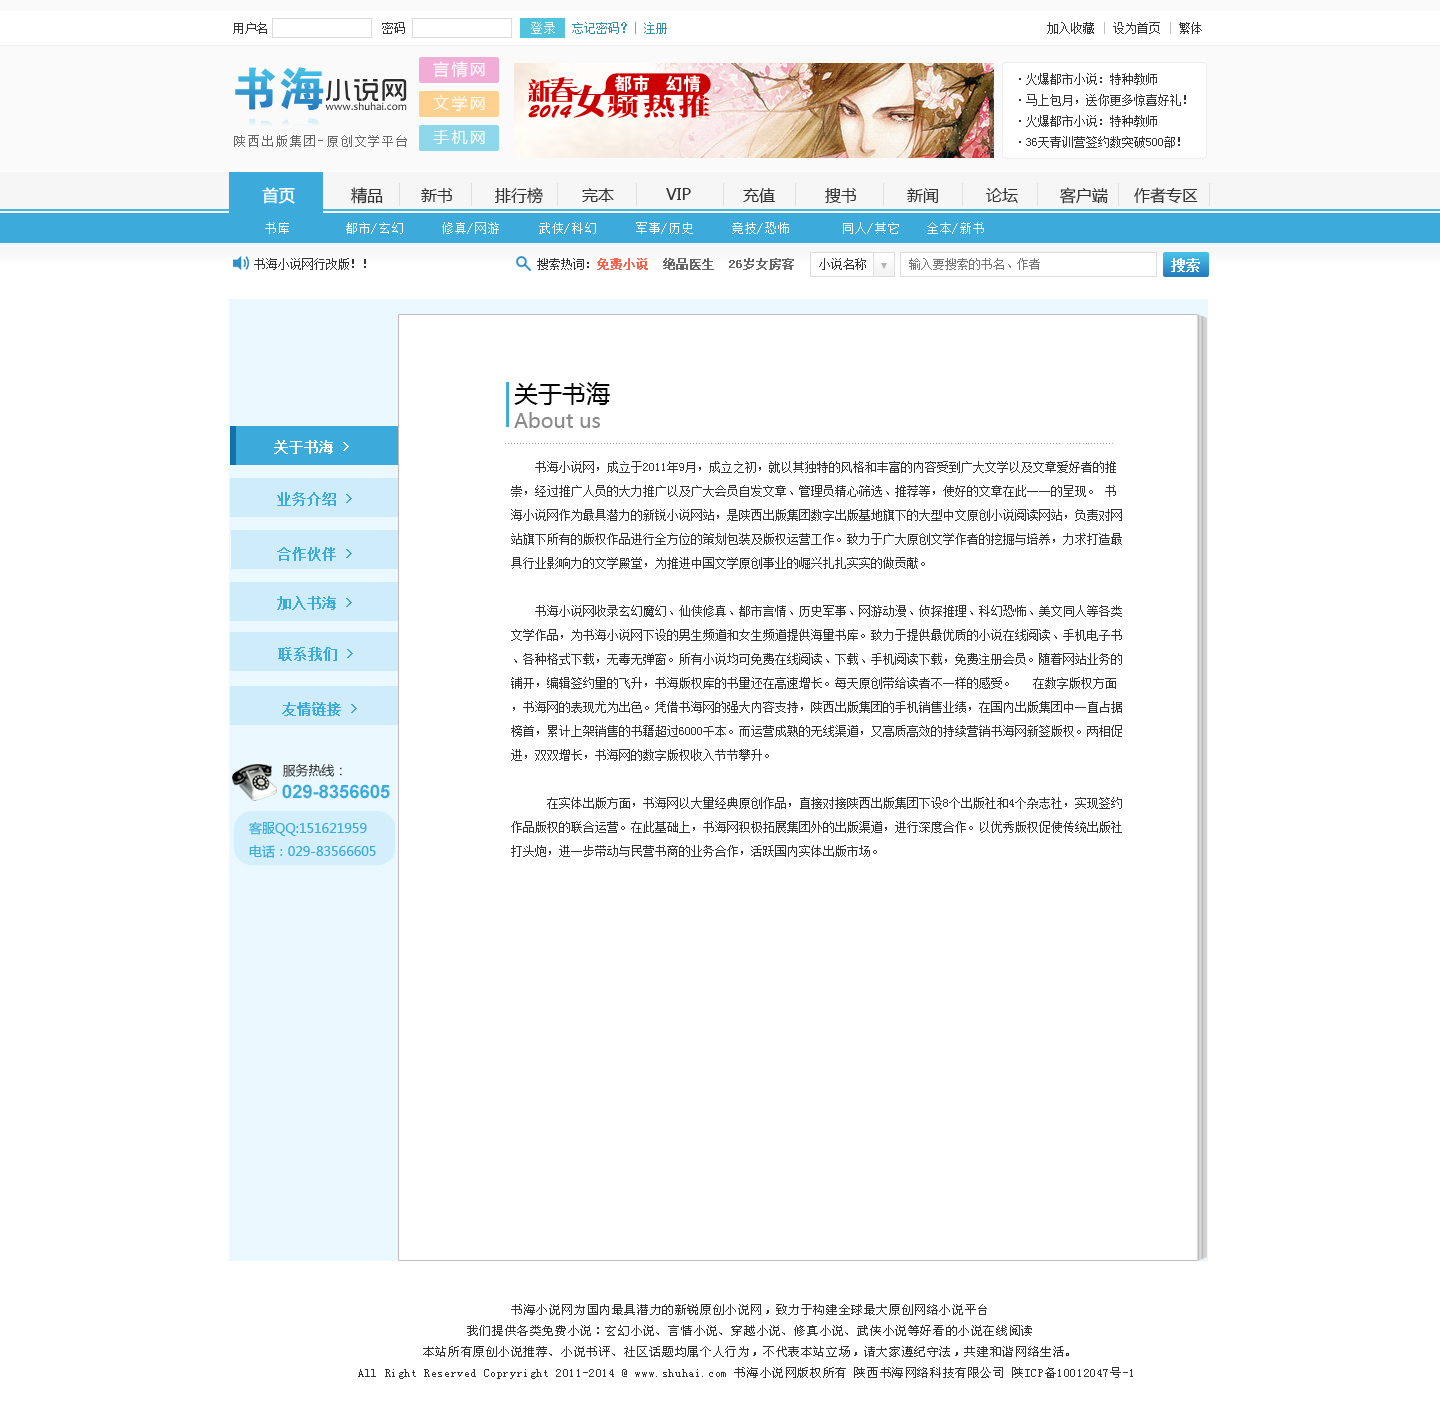 用户名 密码 登录 忘记密码？ | 注册 加入收藏 | 设为首页 | 繁体
书海小说网
www.shuhai.com
陕西出版集团-原创文学平台
言情网
文学网
手机网
新春2014女频热推
都市 幻情
·火爆都市小说：特种教师
·马上包月，送你更多惊喜好礼！
·火爆都市小说：特种教师
·36天青训营签约数突破500部！
首页 精品 新书 排行榜 完本 VIP 充值 搜书 新闻 论坛 客户端 作者专区
书库 都市/玄幻 修真/网游 武侠/科幻 军事/历史 竞技/恐怖 同人/其它 全本/新书
书海小说网行改版！！ 搜索热词：免费小说 绝品医生 26岁女房客 小说名称 输入要搜索的书名、作者 搜索
关于书海
业务介绍
合作伙伴
加入书海
联系我们
友情链接
服务热线：
029-8356605
客服QQ:151621959
电话：029-83566605
关于书海
About us
书海小说网，成立于2011年9月，成立之初，就以其独特的风格和丰富的内容受到广大文学以及文章爱好者的推
崇，经过推广人员的大力推广以及广大会员自发文章、管理员精心筛选、推荐等，使好的文章在此一一的呈现。 书
海小说网作为最具潜力的新锐小说网站，是陕西出版集团数字出版基地旗下的大型中文原创小说阅读网站，负责对网
站旗下所有的版权作品进行全方位的策划包装及版权运营工作。致力于广大原创文学作者的挖掘与培养，力求打造最
具行业影响力的文学殿堂，为推进中国文学原创事业的崛兴扎扎实实的做贡献。
书海小说网收录玄幻魔幻、仙侠修真、都市言情、历史军事、网游动漫、侦探推理、科幻恐怖、美文同人等各类
文学作品，为书海小说网下设的男生频道和女生频道提供海量书库。致力于提供最优质的小说在线阅读、手机电子书
、各种格式下载，无毒无弹窗。所有小说均可免费在线阅读、下载、手机阅读下载，免费注册会员。随着网站业务的
铺开，编辑签约量的飞升，书海版权库的书量还在高速增长。每天原创带给读者不一样的感受。 在数字版权方面
，书海网的表现尤为出色。凭借书海网的强大内容支持，陕西出版集团的手机销售业绩，在国内出版集团中一直占据
榜首，累计上架销售的书籍超过6000千本。而运营成熟的无线渠道，又高质高效的持续营销书海网新签版权。两相促
进，双双增长，书海网的数字版权收入节节攀升。
在实体出版方面，书海网以大量经典原创作品，直接对接陕西出版集团下设8个出版社和4个杂志社，实现签约
作品版权的联合运营。在此基础上，书海网积极拓展集团外的出版渠道，进行深度合作。以优秀版权促使传统出版社
打头炮，进一步带动与民营书商的业务合作，活跃国内实体出版市场。
书海小说网为国内最具潜力的新锐原创小说网，致力于构建全球最大原创网络小说平台
我们提供各类免费小说：玄幻小说、言情小说、穿越小说、修真小说、武侠小说等好看的小说在线阅读
本站所有原创小说推荐、小说书评、社区话题均属个人行为，不代表本站立场，请大家遵纪守法，共建和谐网络生活。
All Right Reserved Copryright 2011-2014 @ www.shuhai.com 书海小说网版权所有 陕西书海网络科技有限公司 陕ICP备10012047号-1